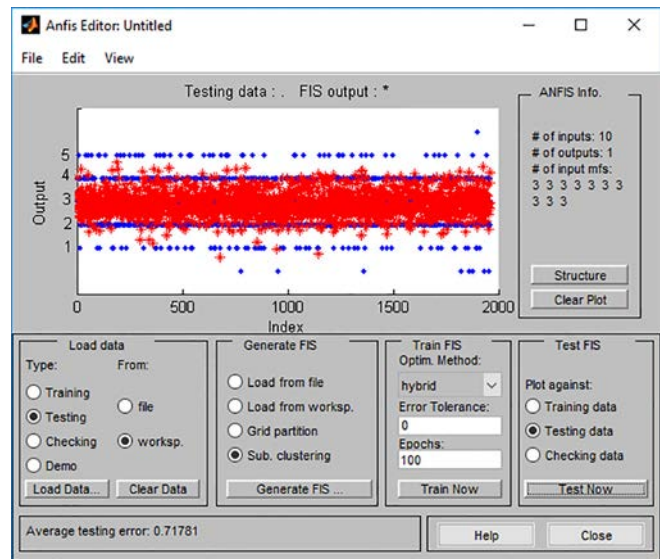 Anfis Editor: Untitled
File Edit View
Testing data : . FIS output : *
5
4
3
2
1
Output
0 500 1000 1500 2000
Index
ANFIS Info.
# of inputs: 10
# of outputs: 1
# of input mfs:
3 3 3 3 3 3 3
3 3 3
Structure
Clear Plot
Load data
Type: From:
Training
Testing
Checking
Demo
file
worksp.
Load Data... Clear Data
Generate FIS
Load from file
Load from worksp.
Grid partition
Sub. clustering
Generate FIS ...
Train FIS
Optim. Method:
hybrid
Error Tolerance:
0
Epochs:
100
Train Now
Test FIS
Plot against:
Training data
Testing data
Checking data
Test Now
Average testing error: 0.71781
Help Close